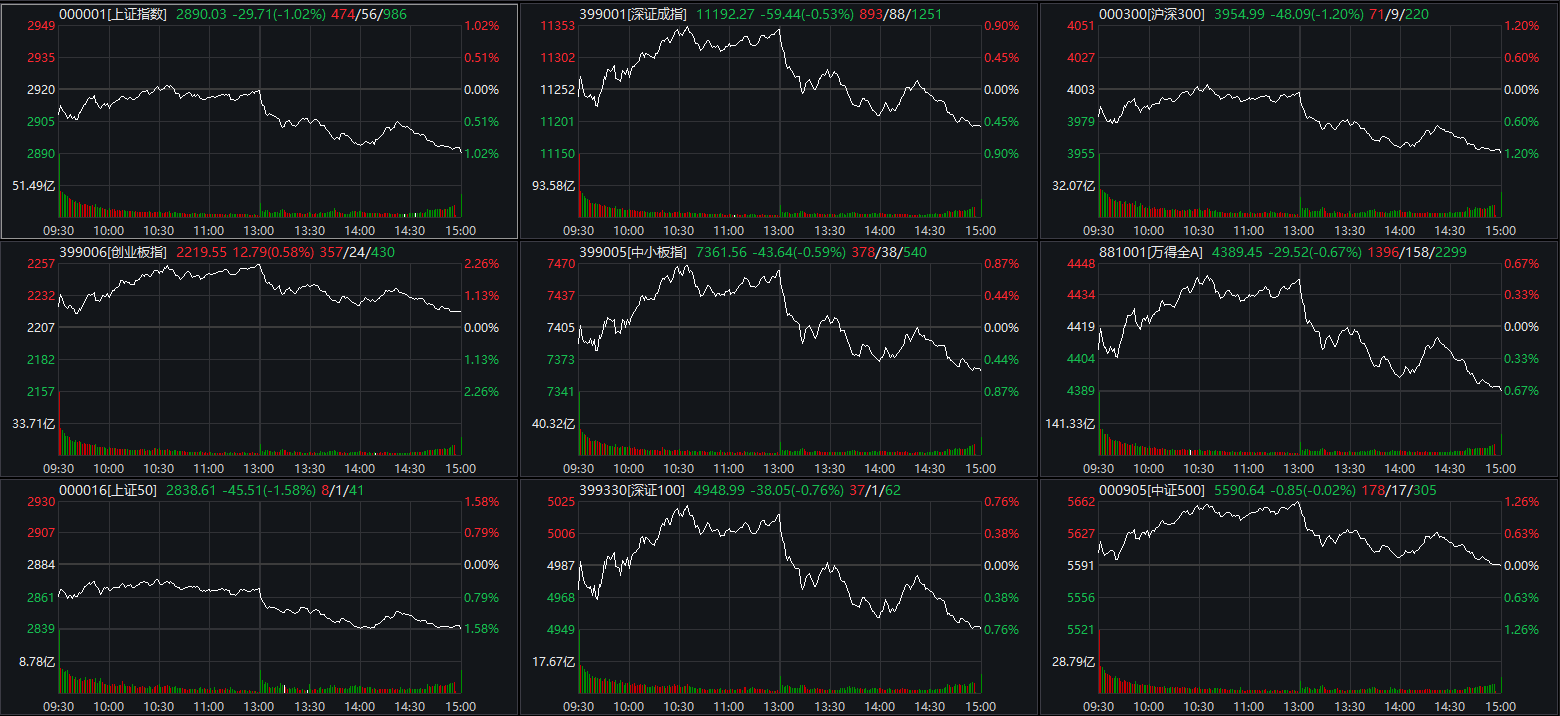 000001[上证指数] 2890.03 -29.71(-1.02%) 474/56/986
2949 1.02%
2935 0.51%
2920 0.00%
2905 0.51%
2890 1.02%
51.49亿
09:30 10:00 10:30 11:00 13:00 13:30 14:00 14:30 15:00
399001[深证成指] 11192.27 -59.44(-0.53%) 893/88/1251
11353 0.90%
11302 0.45%
11252 0.00%
11201 0.45%
11150 0.90%
93.58亿
09:30 10:00 10:30 11:00 13:00 13:30 14:00 14:30 15:00
000300[沪深300] 3954.99 -48.09(-1.20%) 71/9/220
4051 1.20%
4027 0.60%
4003 0.00%
3979 0.60%
3955 1.20%
32.07亿
09:30 10:00 10:30 11:00 13:00 13:30 14:00 14:30 15:00
399006[创业板指] 2219.55 12.79(0.58%) 357/24/430
2257 2.26%
2232 1.13%
2207 0.00%
2182 1.13%
2157 2.26%
33.71亿
09:30 10:00 10:30 11:00 13:00 13:30 14:00 14:30 15:00
399005[中小板指] 7361.56 -43.64(-0.59%) 378/38/540
7470 0.87%
7437 0.44%
7405 0.00%
7373 0.44%
7341 0.87%
40.32亿
09:30 10:00 10:30 11:00 13:00 13:30 14:00 14:30 15:00
881001[万得全A] 4389.45 -29.52(-0.67%) 1396/158/2299
4448 0.67%
4434 0.33%
4419 0.00%
4404 0.33%
4389 0.67%
141.33亿
09:30 10:00 10:30 11:00 13:00 13:30 14:00 14:30 15:00
000016[上证50] 2838.61 -45.51(-1.58%) 8/1/41
2930 1.58%
2907 0.79%
2884 0.00%
2861 0.79%
2839 1.58%
8.78亿
09:30 10:00 10:30 11:00 13:00 13:30 14:00 14:30 15:00
399330[深证100] 4948.99 -38.05(-0.76%) 37/1/62
5025 0.76%
5006 0.38%
4987 0.00%
4968 0.38%
4949 0.76%
17.67亿
09:30 10:00 10:30 11:00 13:00 13:30 14:00 14:30 15:00
000905[中证500] 5590.64 -0.85(-0.02%) 178/17/305
5662 1.26%
5627 0.63%
5591 0.00%
5556 0.63%
5521 1.26%
28.79亿
09:30 10:00 10:30 11:00 13:00 13:30 14:00 14:30 15:00